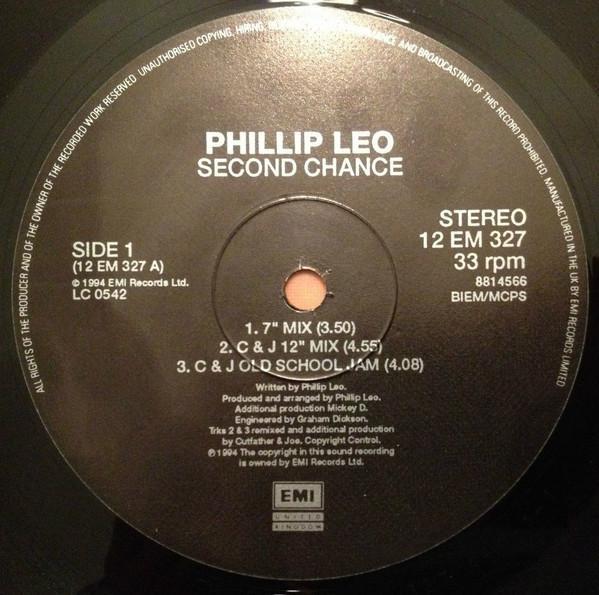 ALL RIGHTS OF THE PRODUCER AND OF THE OWNER OF THE RECORDED WORK RESERVED UNAUTHORISED COPYING, HIRING, AND BROADCASTING OF THIS RECORD PROHIBITED. MANUFACTURED IN THE UK BY EMI RECORDS LIMITED
PHILLIP LEO
SECOND CHANCE
SIDE 1
(12 EM 327 A)
℗ 1994 EMI Records Ltd.
LC 0542
STEREO
12 EM 327
33 rpm
8814566
BIEM/MCPS
1. 7" MIX (3.50)
2. C & J 12" MIX (4.55)
3. C & J OLD SCHOOL JAM (4.08)
Written by Phillip Leo.
Produced and arranged by Phillip Leo.
Additional production Mickey D.
Engineered by Graham Dickson.
Trks 2 & 3 remixed and additional production
by Cutfather & Joe. Copyright Control.
℗ 1994 The copyright in this sound recording
is owned by EMI Records Ltd.
EMI
UNITED
KINGDOM